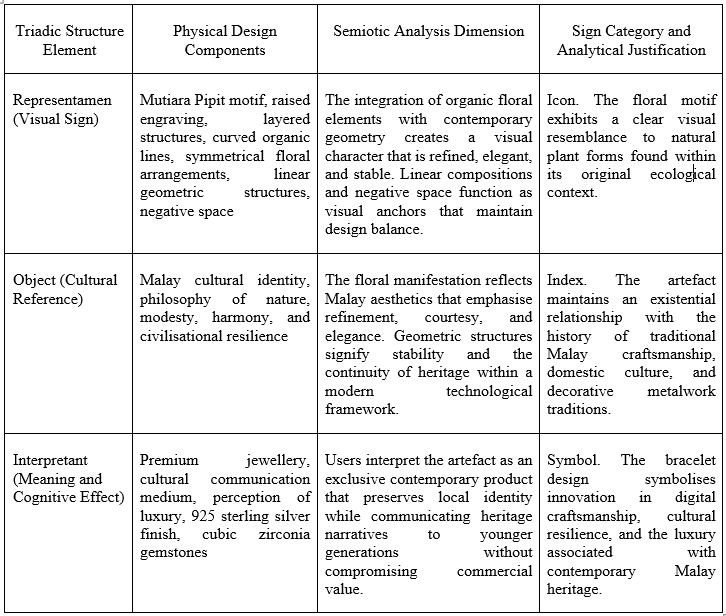 Triadic Structure Element
Physical Design Components
Semiotic Analysis Dimension
Sign Category and Analytical Justification
Representamen
(Visual Sign)
Mutiara Pipit motif, raised
engraving, layered
structures, curved organic
lines, symmetrical floral
arrangements, linear
geometric structures,
negative space
The integration of organic floral
elements with contemporary
geometry creates a visual
character that is refined, elegant,
and stable. Linear compositions
and negative space function as
visual anchors that maintain
design balance.
Icon. The floral motif
exhibits a clear visual
resemblance to natural
plant forms found within
its original ecological
context.
Object (Cultural
Reference)
Malay cultural identity,
philosophy of nature,
modesty, harmony, and
civilisational resilience
The floral manifestation reflects
Malay aesthetics that emphasise
refinement, courtesy, and
elegance. Geometric structures
signify stability and the
continuity of heritage within a
modern technological
framework.
Index. The artefact
maintains an existential
relationship with the
history of traditional
Malay craftsmanship,
domestic culture, and
decorative metalwork
traditions.
Interpretant
(Meaning and
Cognitive Effect)
Premium jewellery,
cultural communication
medium, perception of
luxury, 925 sterling silver
finish, cubic zirconia
gemstones
Users interpret the artefact as an
exclusive contemporary product
that preserves local identity
while communicating heritage
narratives to younger
generations without
compromising commercial
value.
Symbol. The bracelet
design symbolises
innovation in digital
craftsmanship, cultural
resilience, and the luxury
associated with
contemporary Malay
heritage.